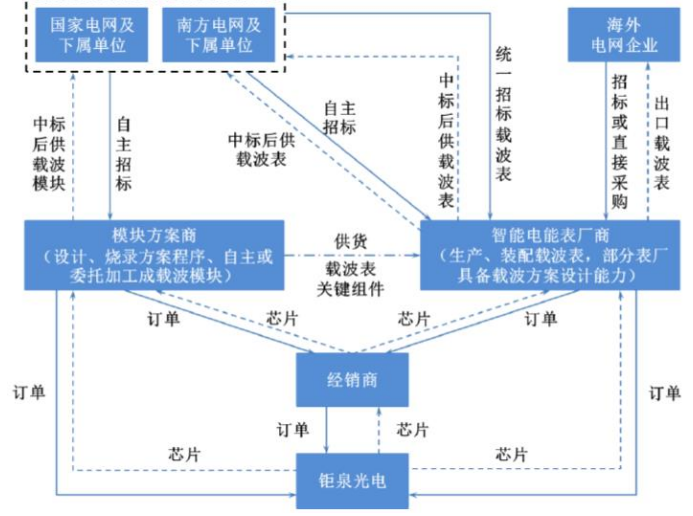 国家电网及
下属单位
南方电网及
下属单位
海外
电网企业
中标
后供
载波
模块
自主招标
中标后供
载波表
自主
招标
中标后供载波表
统一招标载波表
招标或直接采购
出口载波表
模块方案商
（设计、烧录方案程序、自主或
委托加工成载波模块）
供货
载波表
关键组件
智能电能表厂商
（生产、装配载波表，部分表厂
具备载波方案设计能力）
订单
芯片
芯片
订单
经销商
订单
订单
订单
芯片
芯片
芯片
钜泉光电